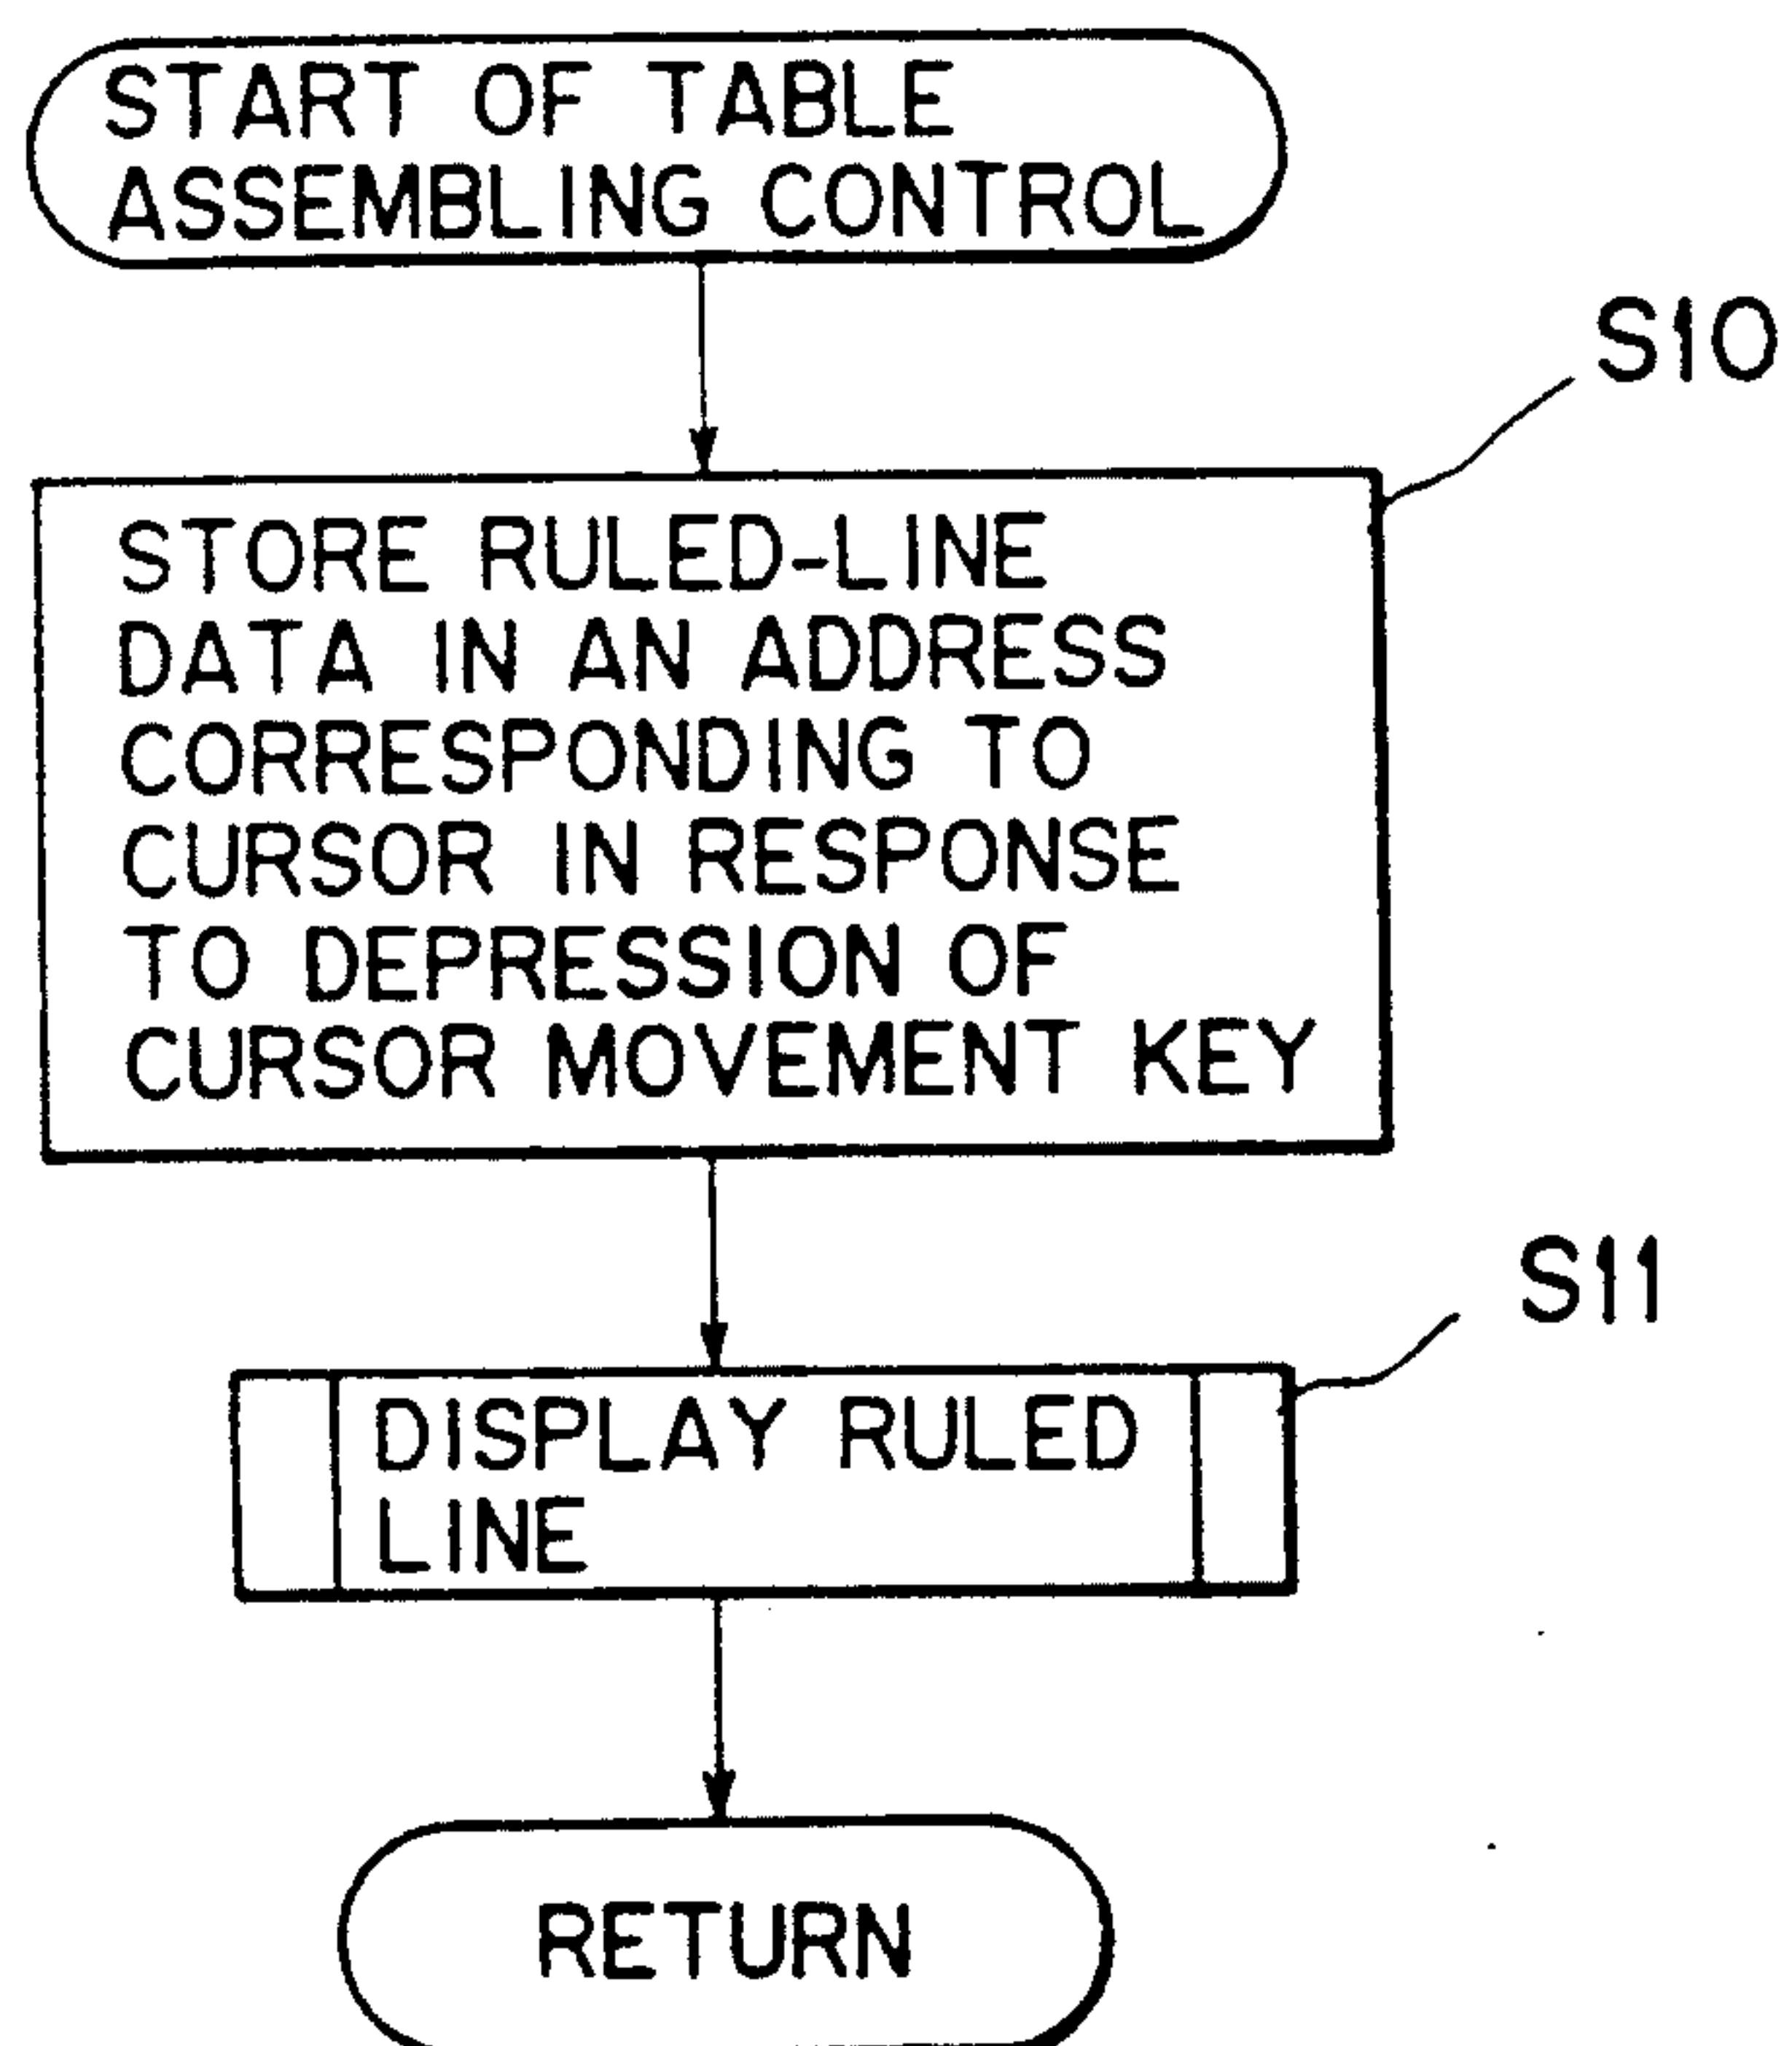 START OF TABLE
ASSEMBLING CONTROL
S10
STORE RULED-LINE
DATA IN AN ADDRESS
CORRESPONDING TO
CURSOR IN RESPONSE
TO DEPRESSION OF
CURSOR MOVEMENT KEY
S11
DISPLAY RULED
LINE
RETURN